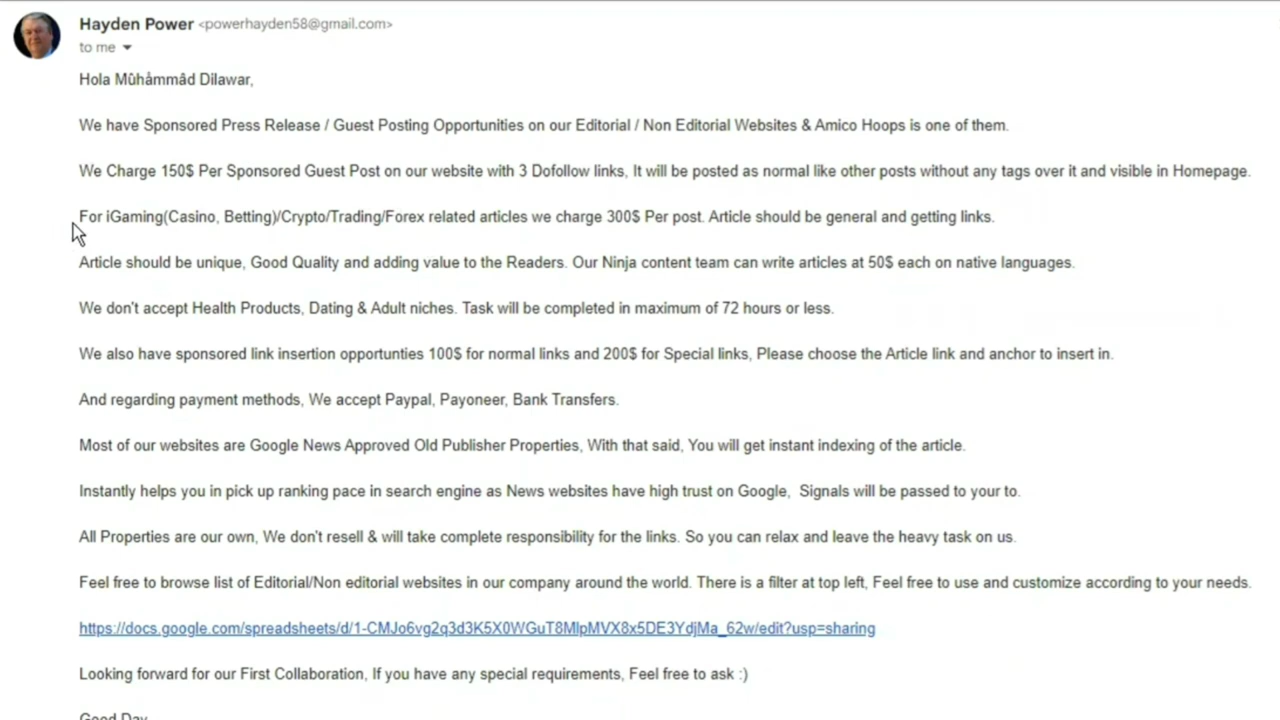 Hayden Power <powerhayden58@gmail.com>
to me
Hola Mûhåmmâd Dilawar,
We have Sponsored Press Release / Guest Posting Opportunities on our Editorial / Non Editorial Websites & Amico Hoops is one of them.
We Charge 150$ Per Sponsored Guest Post on our website with 3 Dofollow links, It will be posted as normal like other posts without any tags over it and visible in Homepage.
For iGaming(Casino, Betting)/Crypto/Trading/Forex related articles we charge 300$ Per post. Article should be general and getting links.
Article should be unique, Good Quality and adding value to the Readers. Our Ninja content team can write articles at 50$ each on native languages.
We don't accept Health Products, Dating & Adult niches. Task will be completed in maximum of 72 hours or less.
We also have sponsored link insertion opportunties 100$ for normal links and 200$ for Special links, Please choose the Article link and anchor to insert in.
And regarding payment methods, We accept Paypal, Payoneer, Bank Transfers.
Most of our websites are Google News Approved Old Publisher Properties, With that said, You will get instant indexing of the article.
Instantly helps you in pick up ranking pace in search engine as News websites have high trust on Google, Signals will be passed to your to.
All Properties are our own, We don't resell & will take complete responsibility for the links. So you can relax and leave the heavy task on us.
Feel free to browse list of Editorial/Non editorial websites in our company around the world. There is a filter at top left, Feel free to use and customize according to your needs.
https://docs.google.com/spreadsheets/d/1-CMJo6vg2q3d3K5X0WGuT8MlpMVX8x5DE3YdjMa_62w/edit?usp=sharing
Looking forward for our First Collaboration, If you have any special requirements, Feel free to ask :)
Good Day